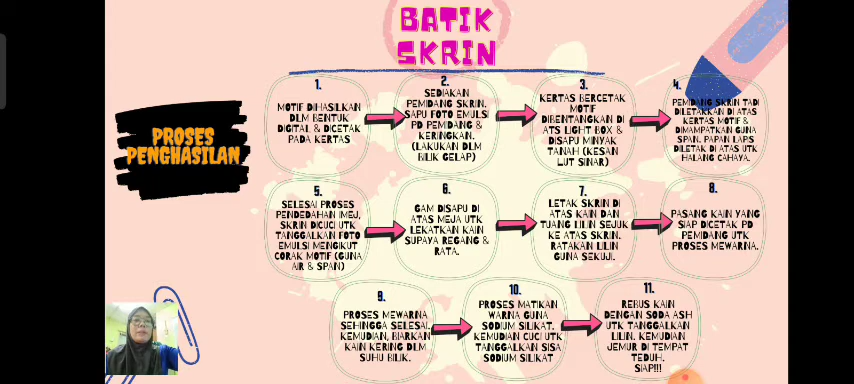 BATIK
SKRIN
PROSES
PENGHASILAN
1.
MOTIF DIHASILKAN
DLM BENTUK
DIGITAL & DICETAK
PADA KERTAS
2.
SEDIAKAN
PEMIDANG SKRIN.
SAPU FOTO EMULSI
PD PEMIDANG &
KERINGKAN.
(LAKUKAN DLM
BILIK GELAP)
3.
KERTAS BERCETAK
MOTIF
DIBENTANGKAN DI
ATS LIGHT BOX &
DISAPU MINYAK
TANAH (KESAN
LUT SINAR)
4.
PEMIDANG SKRIN TADI
DILETAKKAN DI ATAS
KERTAS MOTIF &
DIMAMPATKAN GUNA
SPAN. PAPAN LAPIS
DILETAK DI ATAS UTK
HALANG CAHAYA.
5.
SELESAI PROSES
PENDEDAHAN IMEJ,
SKRIN DICUCI UTK
TANGGALKAN FOTO
EMULSI MENGIKUT
CORAK MOTIF (GUNA
AIR & SPAN)
6.
GAM DISAPU DI
ATAS MEJA UTK
LEKATKAN KAIN
SUPAYA REGANG &
RATA.
7.
LETAK SKRIN DI
ATAS KAIN DAN
TUANG LILIN SEJUK
KE ATAS SKRIN.
RATAKAN LILIN
GUNA SEKUJI.
8.
PASANG KAIN YANG
SIAP DICETAK PD
PEMIDANG UTK
PROSES MEWARNA.
9.
PROSES MEWARNA
SEHINGGA SELESAI.
KEMUDIAN, BIARKAN
KAIN KERING DLM
SUHU BILIK.
10.
PROSES MATIKAN
WARNA GUNA
SODIUM SILIKAT.
KEMUDIAN CUCI UTK
TANGGALKAN SISA
SODIUM SILIKAT
11.
REBUS KAIN
DENGAN SODA ASH
UTK TANGGALKAN
LILIN. KEMUDIAN
JEMUR DI TEMPAT
TEDUH.
SIAP!!!